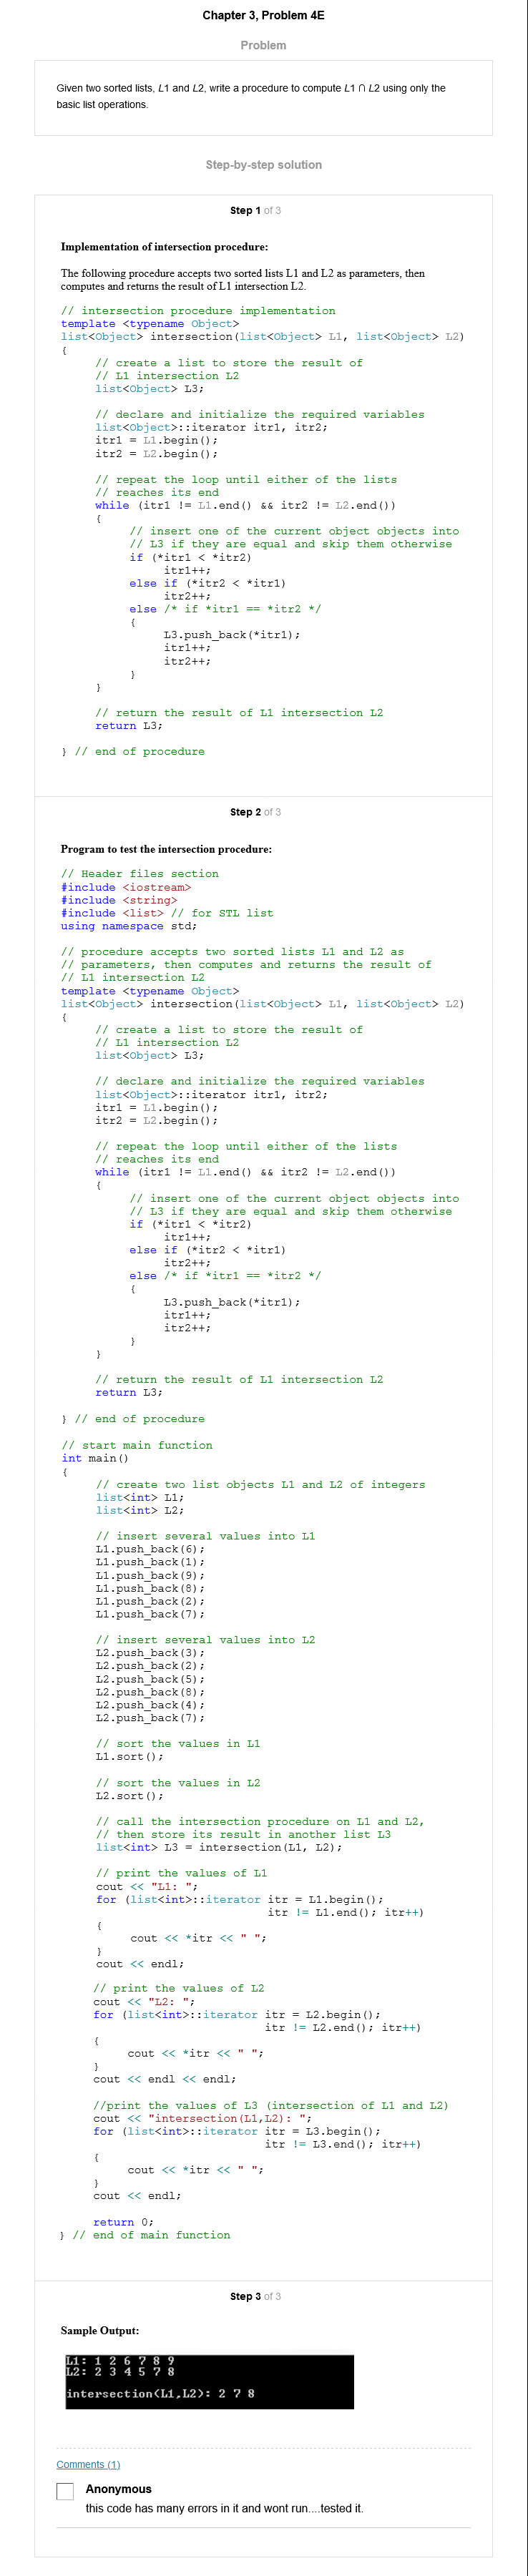 Chapter 3, Problem 4E
Problem
Given two sorted lists, L1 and L2, write a procedure to compute L1 ∩ L2 using only the
basic list operations.
Step-by-step solution
Step 1 of 3
Implementation of intersection procedure:
The following procedure accepts two sorted lists L1 and L2 as parameters, then
computes and returns the result of L1 intersection L2.
// intersection procedure implementation
template <typename Object>
list<Object> intersection(list<Object> L1, list<Object> L2)
{
// create a list to store the result of
// L1 intersection L2
list<Object> L3;
// declare and initialize the required variables
list<Object>::iterator itr1, itr2;
itr1 = L1.begin();
itr2 = L2.begin();
// repeat the loop until either of the lists
// reaches its end
while (itr1 != L1.end() && itr2 != L2.end())
{
// insert one of the current object objects into
// L3 if they are equal and skip them otherwise
if (*itr1 < *itr2)
itr1++;
else if (*itr2 < *itr1)
itr2++;
else /* if *itr1 == *itr2 */
{
L3.push_back(*itr1);
itr1++;
itr2++;
}
}
// return the result of L1 intersection L2
return L3;
} // end of procedure
Step 2 of 3
Program to test the intersection procedure:
// Header files section
#include <iostream>
#include <string>
#include <list> // for STL list
using namespace std;
// procedure accepts two sorted lists L1 and L2 as
// parameters, then computes and returns the result of
// L1 intersection L2
template <typename Object>
list<Object> intersection(list<Object> L1, list<Object> L2)
{
// create a list to store the result of
// L1 intersection L2
list<Object> L3;
// declare and initialize the required variables
list<Object>::iterator itr1, itr2;
itr1 = L1.begin();
itr2 = L2.begin();
// repeat the loop until either of the lists
// reaches its end
while (itr1 != L1.end() && itr2 != L2.end())
{
// insert one of the current object objects into
// L3 if they are equal and skip them otherwise
if (*itr1 < *itr2)
itr1++;
else if (*itr2 < *itr1)
itr2++;
else /* if *itr1 == *itr2 */
{
L3.push_back(*itr1);
itr1++;
itr2++;
}
}
// return the result of L1 intersection L2
return L3;
} // end of procedure
// start main function
int main()
{
// create two list objects L1 and L2 of integers
list<int> L1;
list<int> L2;
// insert several values into L1
L1.push_back(6);
L1.push_back(1);
L1.push_back(9);
L1.push_back(8);
L1.push_back(2);
L1.push_back(7);
// insert several values into L2
L2.push_back(3);
L2.push_back(2);
L2.push_back(5);
L2.push_back(8);
L2.push_back(4);
L2.push_back(7);
// sort the values in L1
L1.sort();
// sort the values in L2
L2.sort();
// call the intersection procedure on L1 and L2,
// then store its result in another list L3
list<int> L3 = intersection(L1, L2);
// print the values of L1
cout << "L1: ";
for (list<int>::iterator itr = L1.begin();
itr != L1.end(); itr++)
{
cout << *itr << " ";
}
cout << endl;
// print the values of L2
cout << "L2: ";
for (list<int>::iterator itr = L2.begin();
itr != L2.end(); itr++)
{
cout << *itr << " ";
}
cout << endl << endl;
//print the values of L3 (intersection of L1 and L2)
cout << "intersection(L1,L2): ";
for (list<int>::iterator itr = L3.begin();
itr != L3.end(); itr++)
{
cout << *itr << " ";
}
cout << endl;
return 0;
} // end of main function
Step 3 of 3
Sample Output:
L1: 1 2 6 7 8 9
L2: 2 3 4 5 7 8
intersection(L1,L2): 2 7 8
Comments (1)
Anonymous
this code has many errors in it and wont run....tested it.